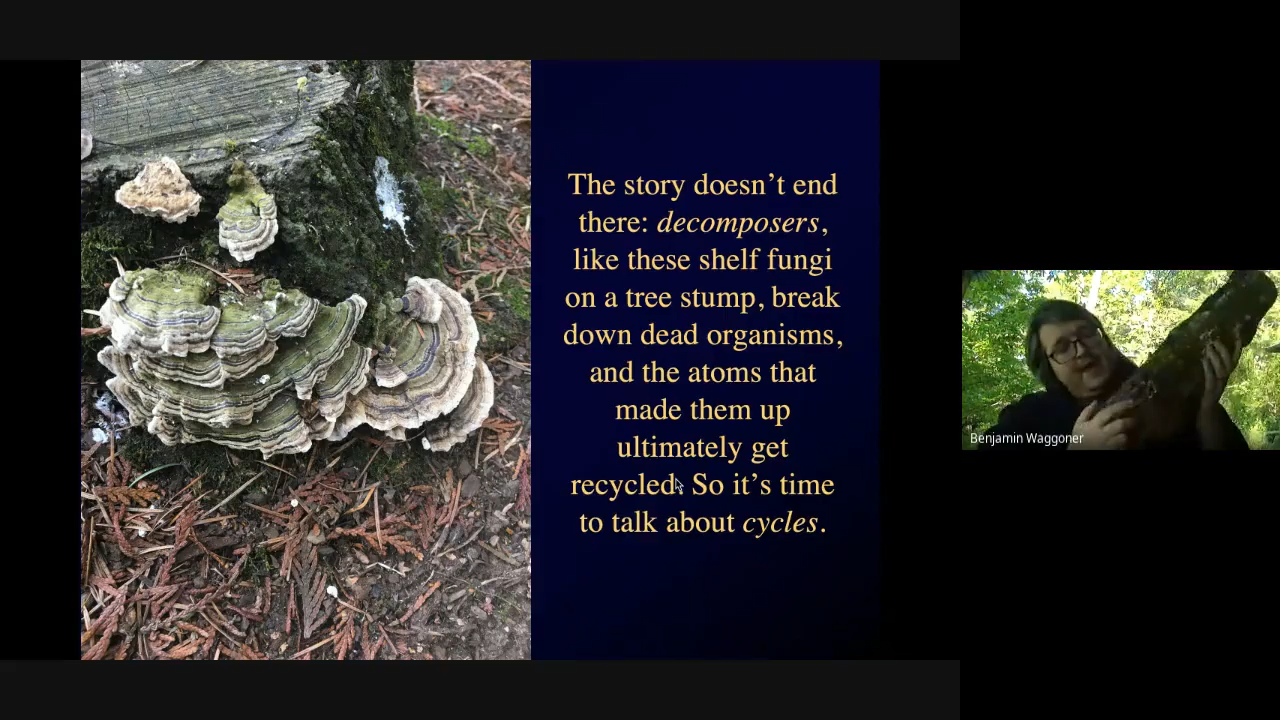 The story doesn’t end
there: decomposers,
like these shelf fungi
on a tree stump, break
down dead organisms,
and the atoms that
made them up
ultimately get
recycled. So it’s time
to talk about cycles.
Benjamin Waggoner